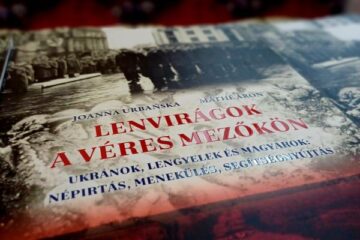 JOANNA URBAŃSKA MÁTHÉ ÁRON
LENVIRÁGOK
A VÉRES MEZŐKÖN
UKRÁNOK, LENGYELEK ÉS MAGYAROK:
NÉPIRTÁS, MENEKÜLÉS, SEGÍTSÉGNYÚJTÁS